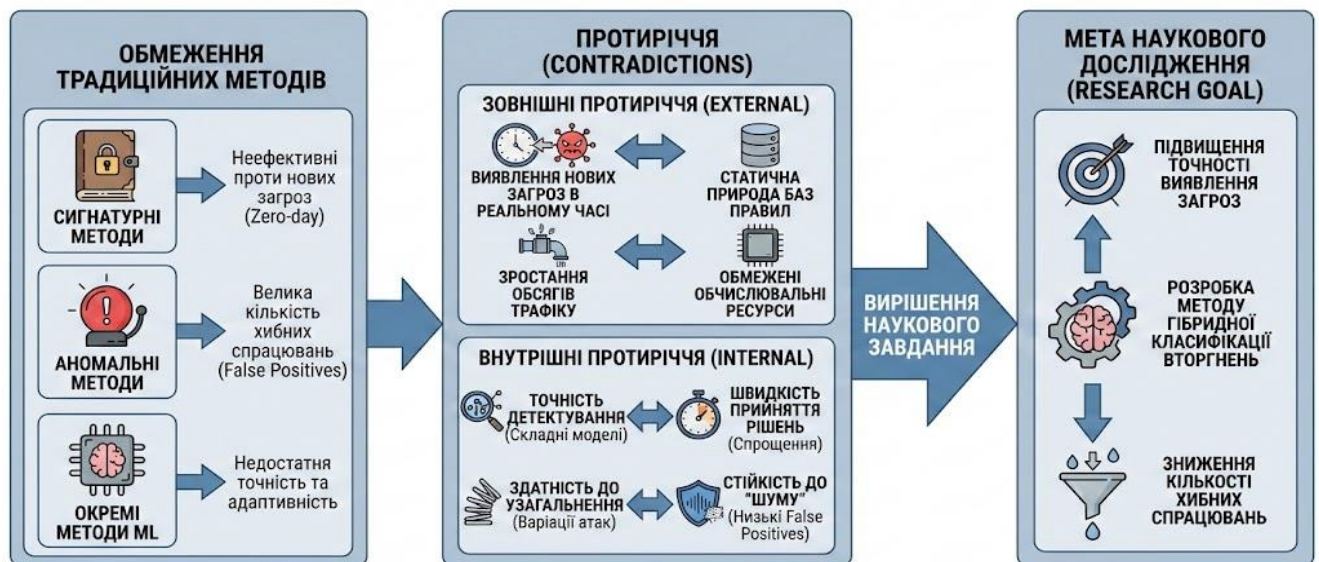 ОБМЕЖЕННЯ
ТРАДИЦІЙНИХ МЕТОДІВ
СИГНАТУРНІ
МЕТОДИ
Неефективні
проти нових
загроз
(Zero-day)
АНОМАЛЬНІ
МЕТОДИ
Велика
кількість
хибних
спрацювань
(False Positives)
ОКРЕМІ
МЕТОДИ ML
Недостатня
точність та
адаптивність
ПРОТИРІЧЧЯ
(CONTRADICTIONS)
ЗОВНІШНІ ПРОТИРІЧЧЯ (EXTERNAL)
ВИЯВЛЕННЯ НОВИХ
ЗАГРОЗ В
РЕАЛЬНОМУ ЧАСІ
СТАТИЧНА
ПРИРОДА БАЗ
ПРАВИЛ
ЗРОСТАННЯ
ОБСЯГІВ
ТРАФІКУ
ОБМЕЖЕНІ
ОБЧИСЛЮВАЛЬНІ
РЕСУРСИ
ВНУТРІШНІ ПРОТИРІЧЧЯ (INTERNAL)
ТОЧНІСТЬ
ДЕТЕКТУВАННЯ
(Складні моделі)
ШВИДКІСТЬ
ПРИЙНЯТТЯ
РІШЕНЬ
(Спрощення)
ЗДАТНІСТЬ ДО
УЗАГАЛЬНЕННЯ
(Варіації атак)
СТІЙКІСТЬ ДО
"ШУМУ"
(Низькі False
Positives)
ВИРІШЕННЯ
НАУКОВОГО
ЗАВДАННЯ
МЕТА НАУКОВОГО
ДОСЛІДЖЕННЯ
(RESEARCH GOAL)
ПІДВИЩЕННЯ
ТОЧНОСТІ
ВИЯВЛЕННЯ
ЗАГРОЗ
РОЗРОБКА
МЕТОДУ
ГІБРИДНОЇ
КЛАСИФІКАЦІЇ
ВТОРГНЕНЬ
ЗНИЖЕННЯ
КІЛЬКОСТІ
ХИБНИХ
СПРАЦЮВАНЬ